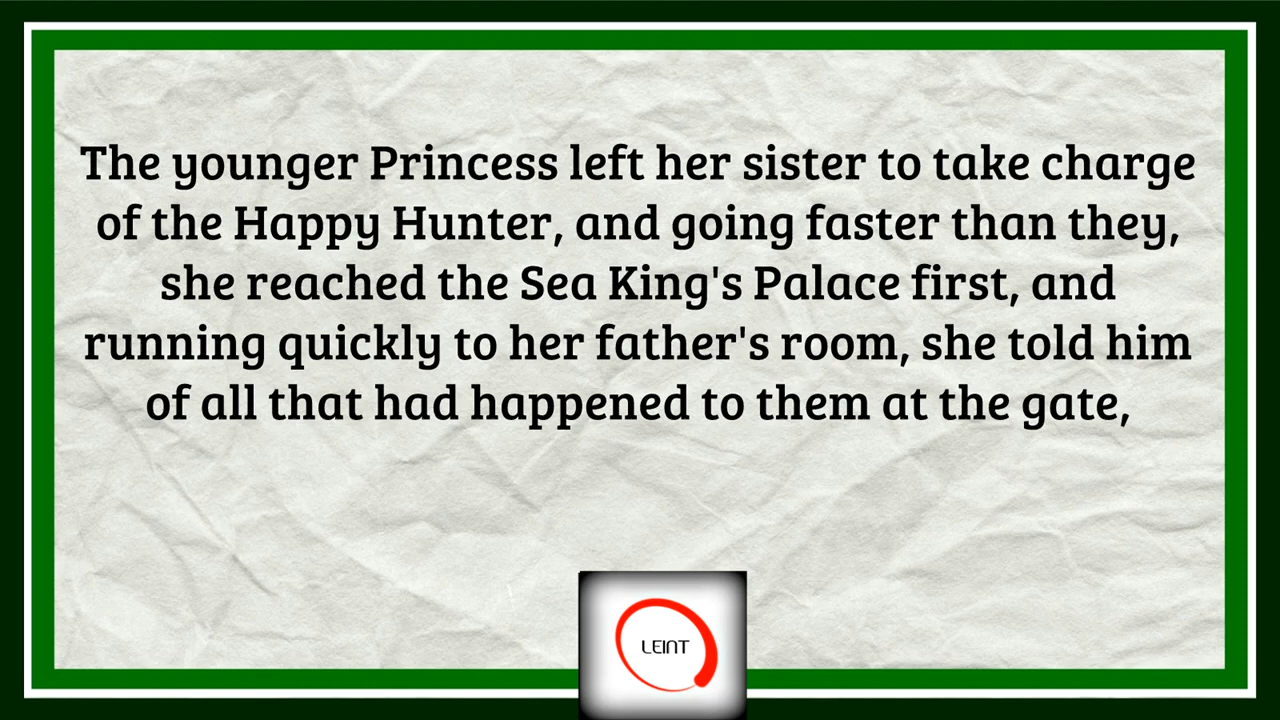 The younger Princess left her sister to take charge
of the Happy Hunter, and going faster than they,
she reached the Sea King's Palace first, and
running quickly to her father's room, she told him
of all that had happened to them at the gate,
LEINT